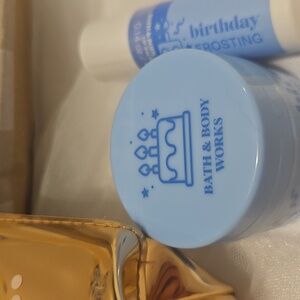 birthday
FROSTING
BATH & BODY
WORKS